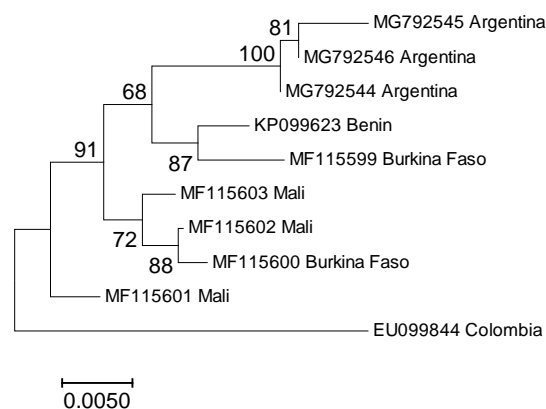 81
MG792545 Argentina
100
MG792546 Argentina
68
MG792544 Argentina
KP099623 Benin
91
87
MF115599 Burkina Faso
MF115603 Mali
72
MF115602 Mali
88
MF115600 Burkina Faso
MF115601 Mali
EU099844 Colombia
0.0050